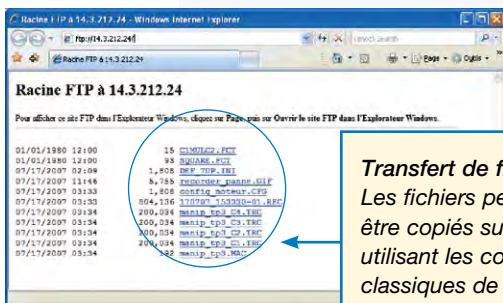 Racine FTP à 14.3.212.24 - Windows Internet Explorer
ftp://14.3.212.24/
Racine FTP à 14.3.212.24
Page
Outils
Racine FTP à 14.3.212.24
Pour afficher ce site FTP dans l'Explorateur Windows, cliquez sur Page, puis sur Ouvrir le site FTP dans l'Explorateur Windows.
01/01/1980 12:00 15 CIMULC2.FCT
01/01/1980 12:00 93 SQUARE.FCT
07/17/2007 02:09 1,808 DEF_TUP.INI
07/17/2007 11:46 5,785 recorder_panne.GIF
07/17/2007 03:33 1,808 config_moteur.CFG
07/17/2007 03:33 804,136 170707_153330-01.REC
07/17/2007 03:34 200,034 manip_tp3_C4.TRC
07/17/2007 03:34 200,034 manip_tp3_C3.TRC
07/17/2007 03:34 200,034 manip_tp3_C2.TRC
07/17/2007 03:34 200,034 manip_tp3_C1.TRC
07/17/2007 03:34 192 manip_tp3.MAC
Transfert de f
Les fichiers pe
être copiés su
utilisant les co
classiques de